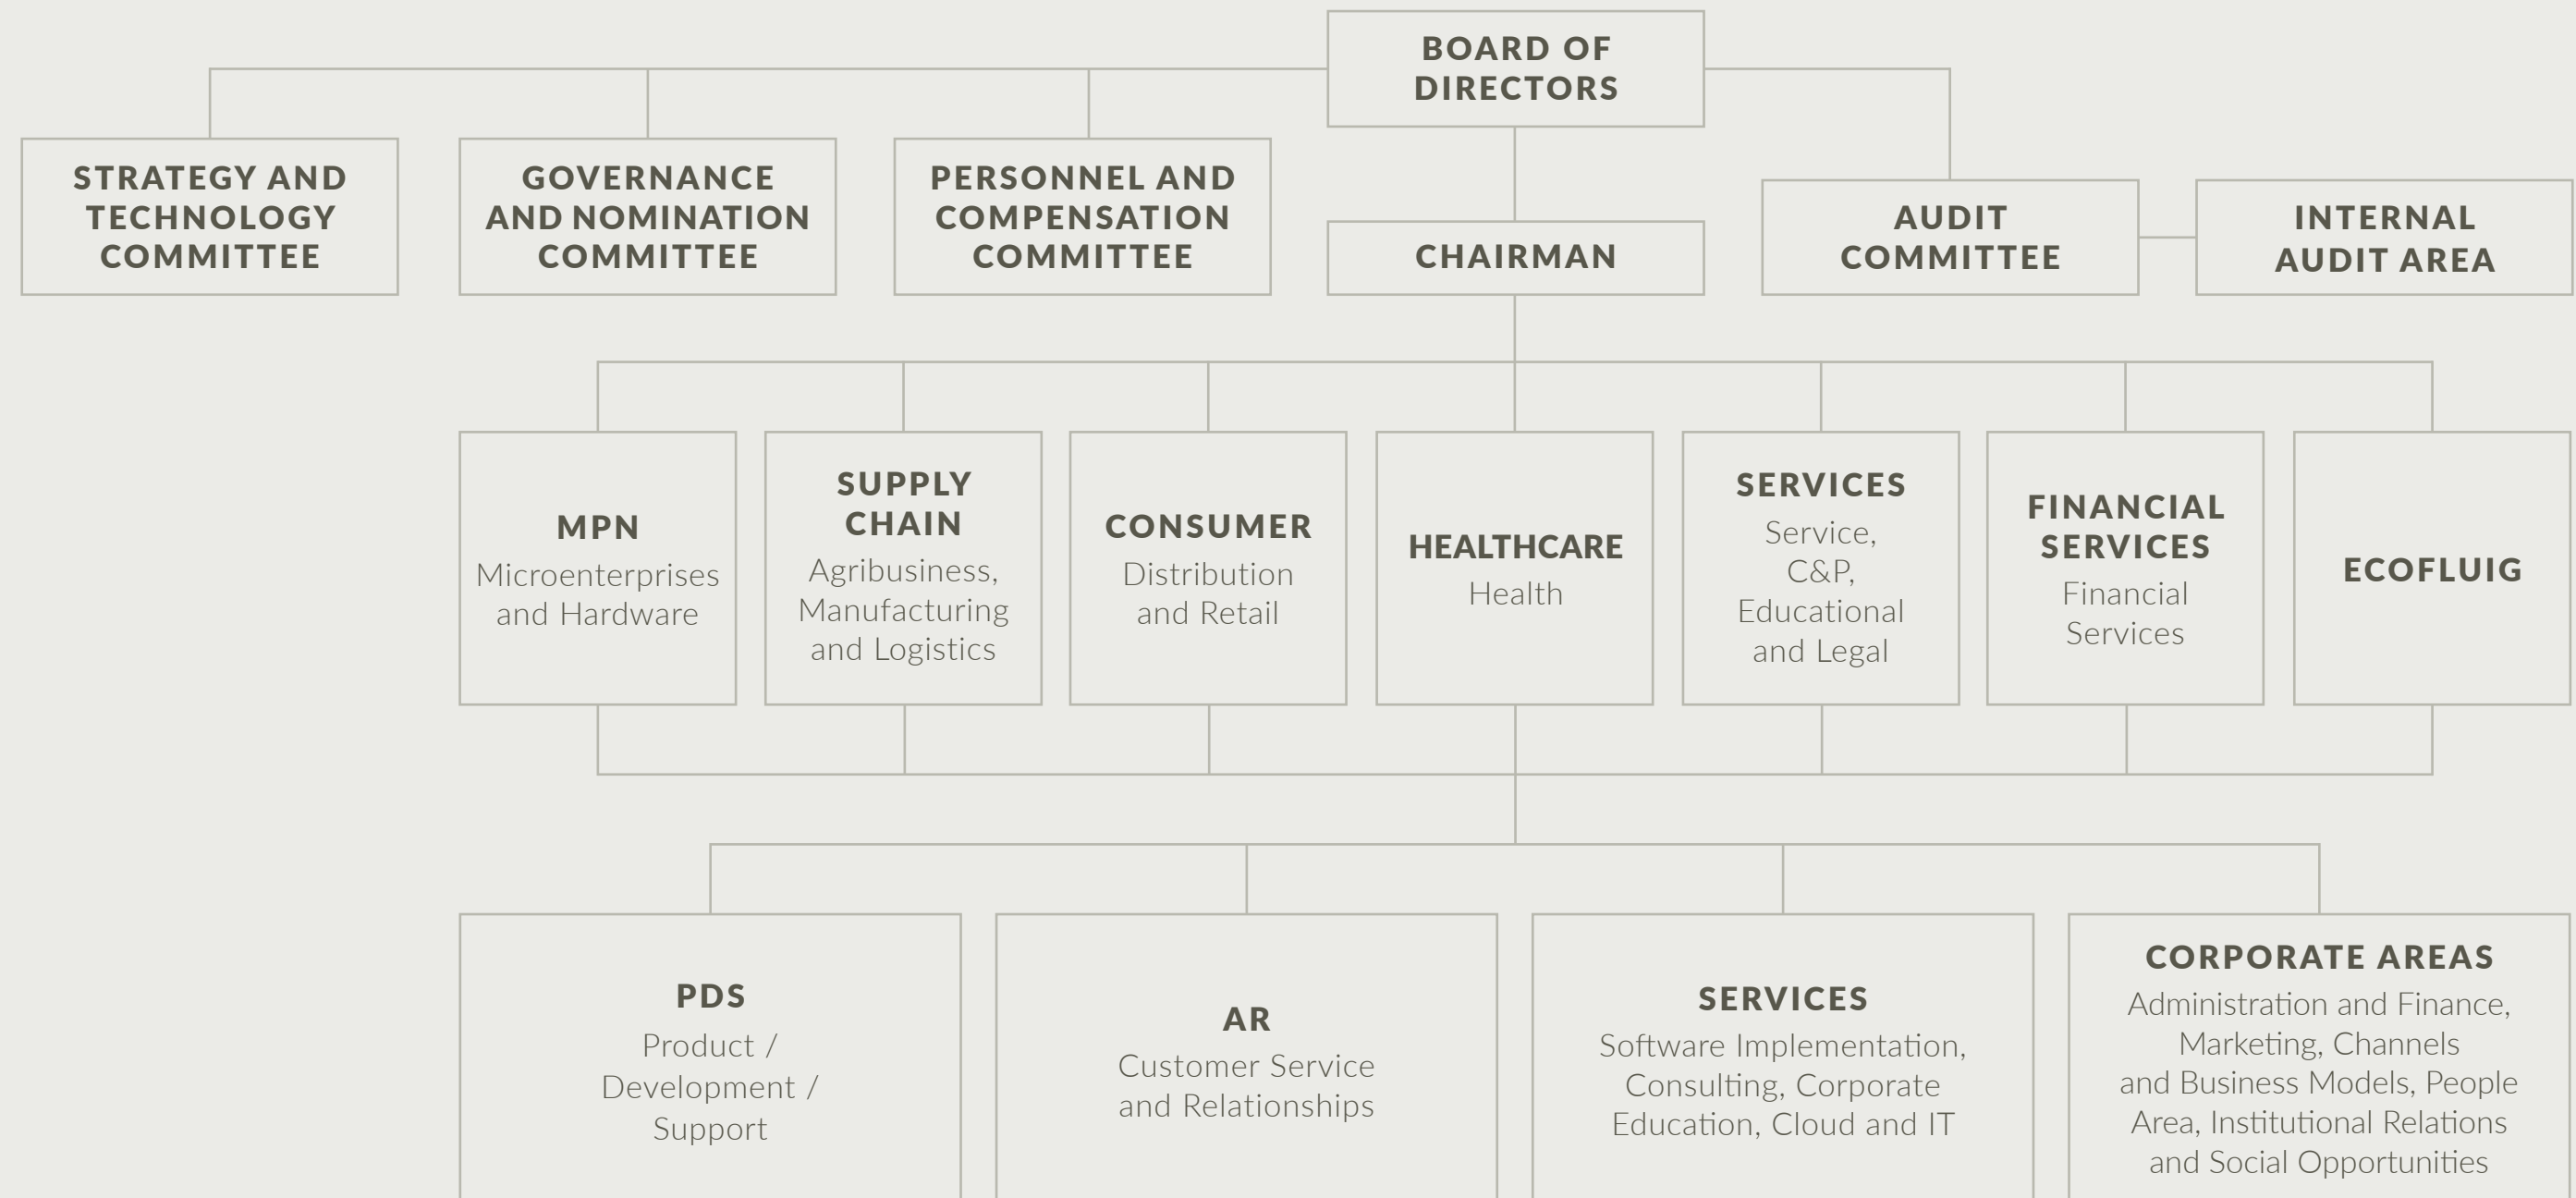 BOARD OF
DIRECTORS
STRATEGY AND
TECHNOLOGY
COMMITTEE
GOVERNANCE
AND NOMINATION
COMMITTEE
PERSONNEL AND
COMPENSATION
COMMITTEE
CHAIRMAN
AUDIT
COMMITTEE
INTERNAL
AUDIT AREA
MPN
Microenterprises
and Hardware
SUPPLY
CHAIN
Agribusiness,
Manufacturing
and Logistics
CONSUMER
Distribution
and Retail
HEALTHCARE
Health
SERVICES
Service,
C&P,
Educational
and Legal
FINANCIAL
SERVICES
Financial
Services
ECOFLUIG
PDS
Product /
Development /
Support
AR
Customer Service
and Relationships
SERVICES
Software Implementation,
Consulting, Corporate
Education, Cloud and IT
CORPORATE AREAS
Administration and Finance,
Marketing, Channels
and Business Models, People
Area, Institutional Relations
and Social Opportunities